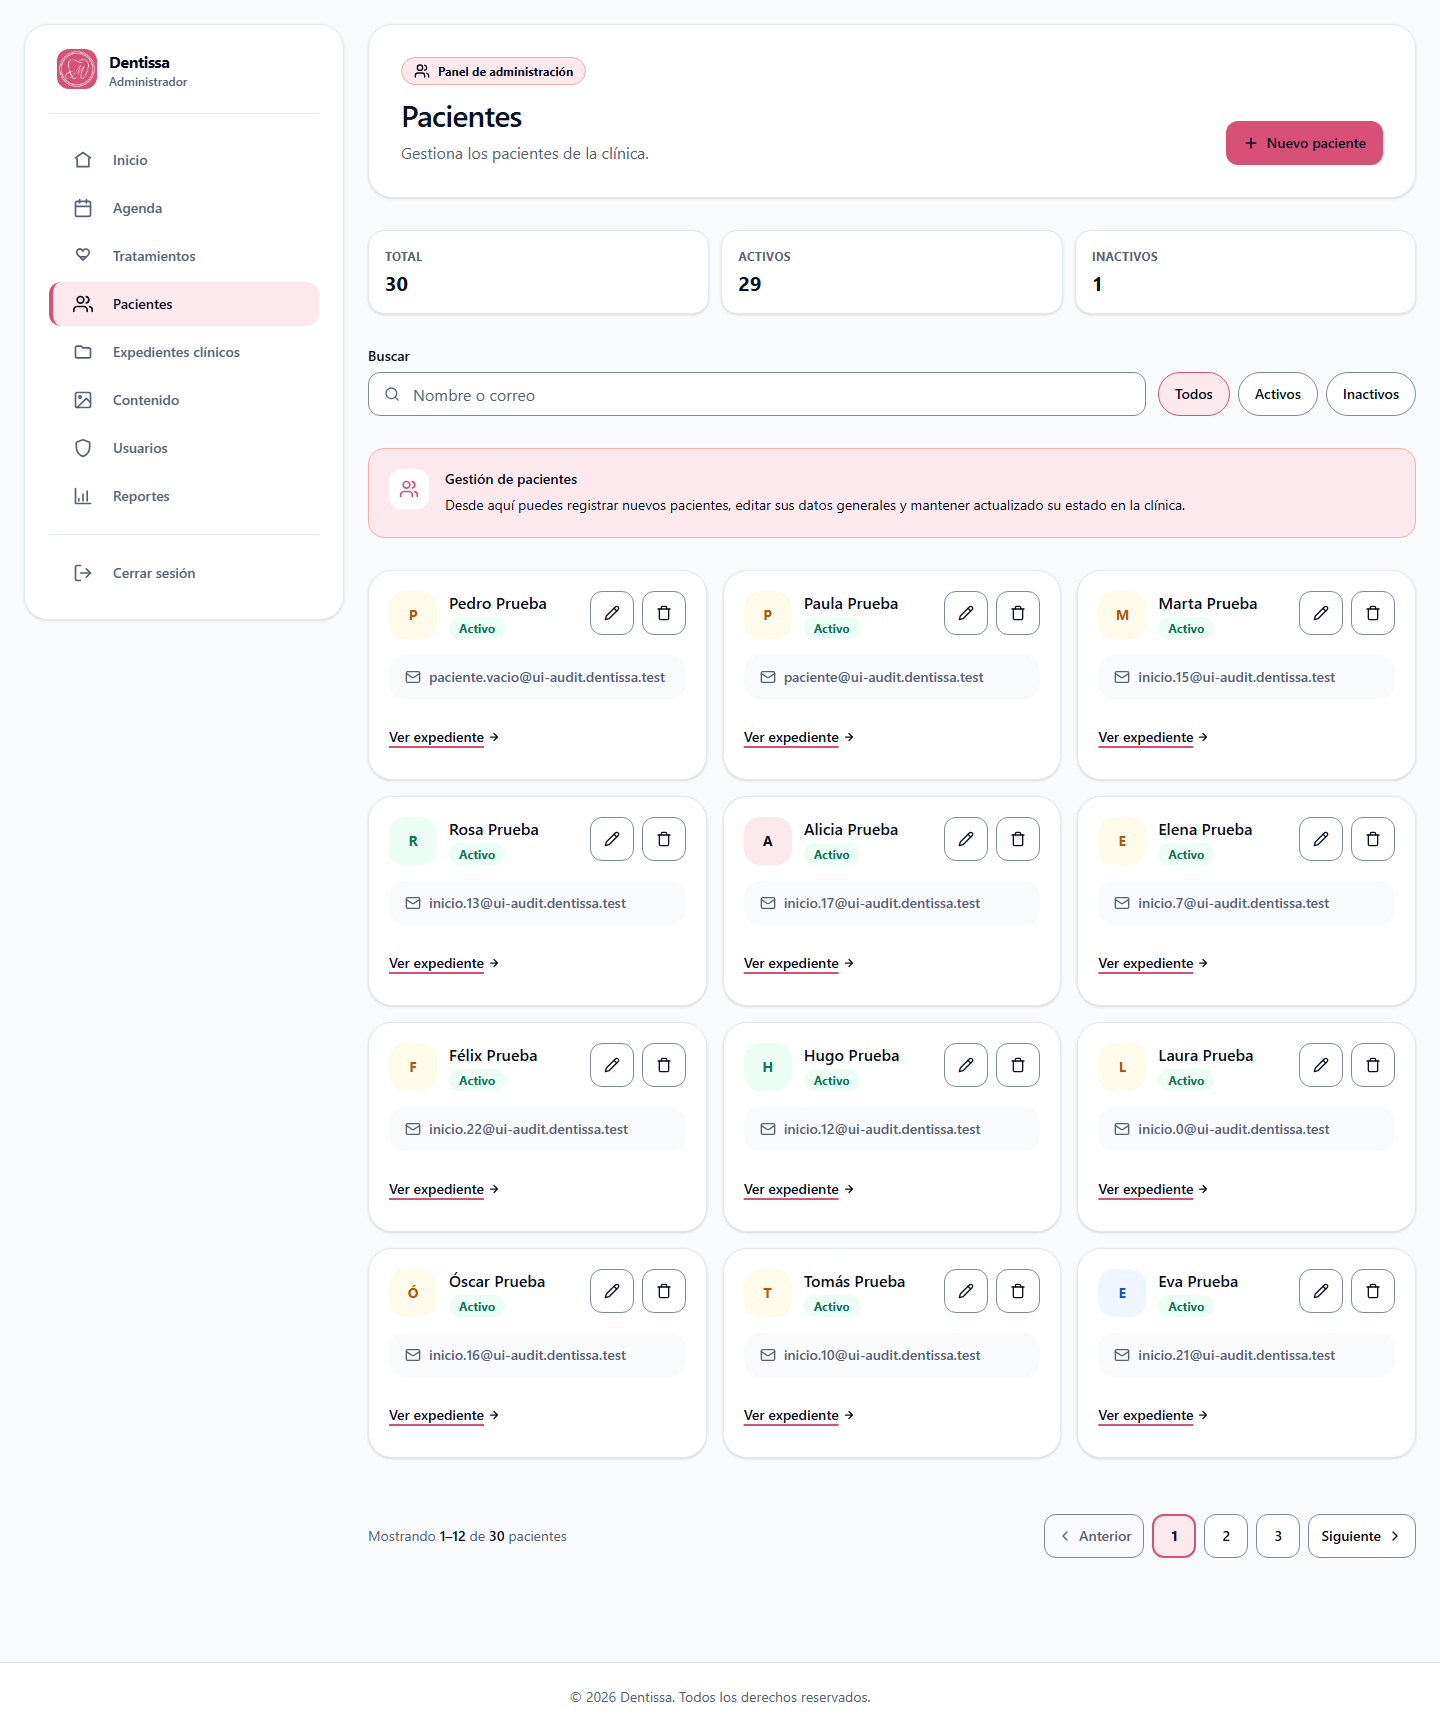 Dentissa
Administrador
Inicio
Agenda
Tratamientos
Pacientes
Expedientes clínicos
Contenido
Usuarios
Reportes
Cerrar sesión
Panel de administración
Pacientes
Gestiona los pacientes de la clínica.
Nuevo paciente
TOTAL
30
ACTIVOS
29
INACTIVOS
1
Buscar
Nombre o correo
Todos
Activos
Inactivos
Gestión de pacientes
Desde aquí puedes registrar nuevos pacientes, editar sus datos generales y mantener actualizado su estado en la clínica.
P
Pedro Prueba
Activo
paciente.vacio@ui-audit.dentissa.test
Ver expediente
P
Paula Prueba
Activo
paciente@ui-audit.dentissa.test
Ver expediente
M
Marta Prueba
Activo
inicio.15@ui-audit.dentissa.test
Ver expediente
R
Rosa Prueba
Activo
inicio.13@ui-audit.dentissa.test
Ver expediente
A
Alicia Prueba
Activo
inicio.17@ui-audit.dentissa.test
Ver expediente
E
Elena Prueba
Activo
inicio.7@ui-audit.dentissa.test
Ver expediente
F
Félix Prueba
Activo
inicio.22@ui-audit.dentissa.test
Ver expediente
H
Hugo Prueba
Activo
inicio.12@ui-audit.dentissa.test
Ver expediente
L
Laura Prueba
Activo
inicio.0@ui-audit.dentissa.test
Ver expediente
Ó
Óscar Prueba
Activo
inicio.16@ui-audit.dentissa.test
Ver expediente
T
Tomás Prueba
Activo
inicio.10@ui-audit.dentissa.test
Ver expediente
E
Eva Prueba
Activo
inicio.21@ui-audit.dentissa.test
Ver expediente
Mostrando 1–12 de 30 pacientes
Anterior
1
2
3
Siguiente
© 2026 Dentissa. Todos los derechos reservados.